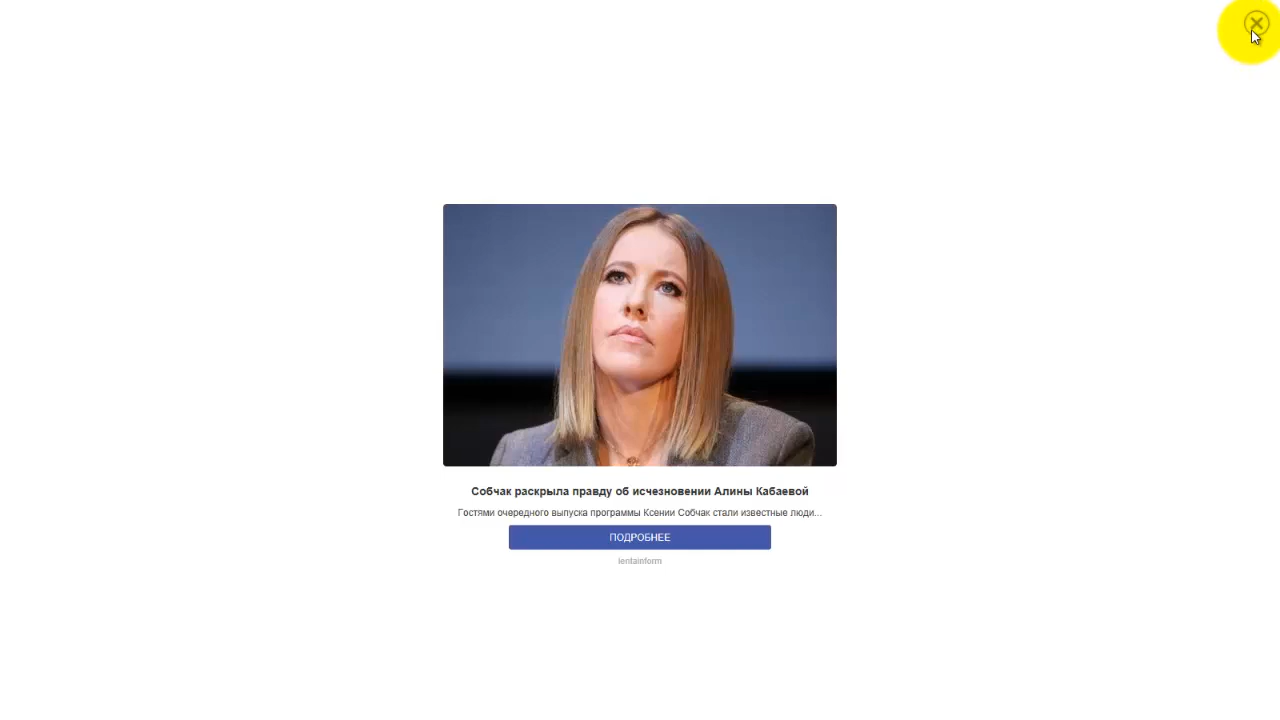 Собчак раскрыла правду об исчезновении Алины Кабаевой
Гостями очередного выпуска программы Ксении Собчак стали известные люди...
ПОДРОБНЕЕ
lentainform